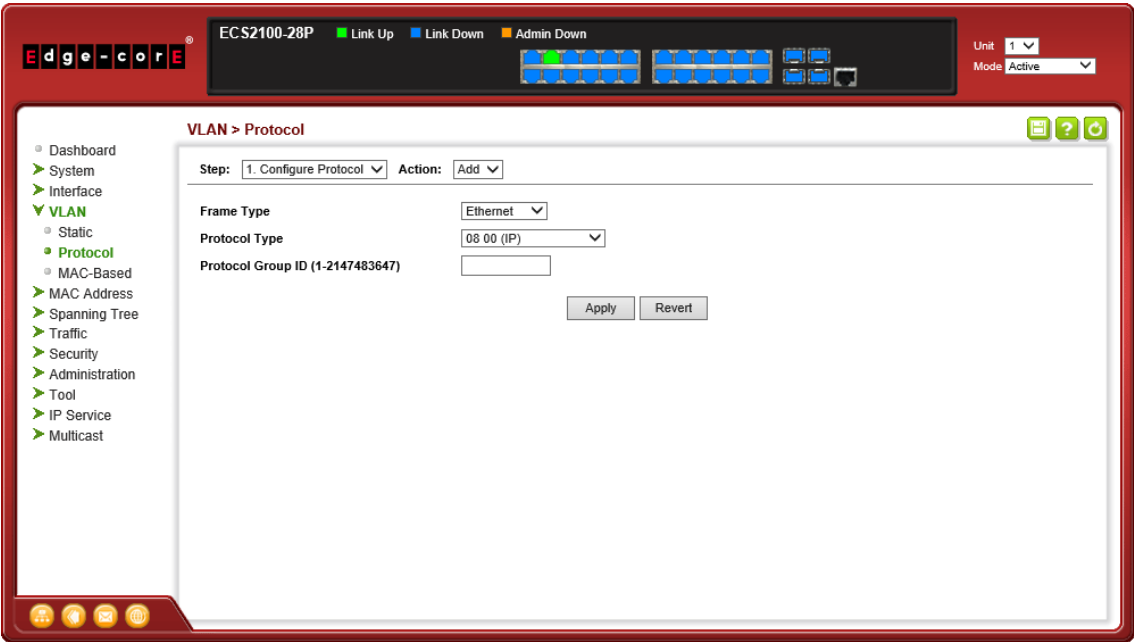 Edge-corE®
ECS2100-28P Link Up Link Down Admin Down
Unit 1
Mode Active
VLAN > Protocol
?
Dashboard
System
Interface
VLAN
Static
Protocol
MAC-Based
MAC Address
Spanning Tree
Traffic
Security
Administration
Tool
IP Service
Multicast
Step: 1. Configure Protocol Action: Add
Frame Type Ethernet
Protocol Type 08 00 (IP)
Protocol Group ID (1-2147483647)
Apply Revert